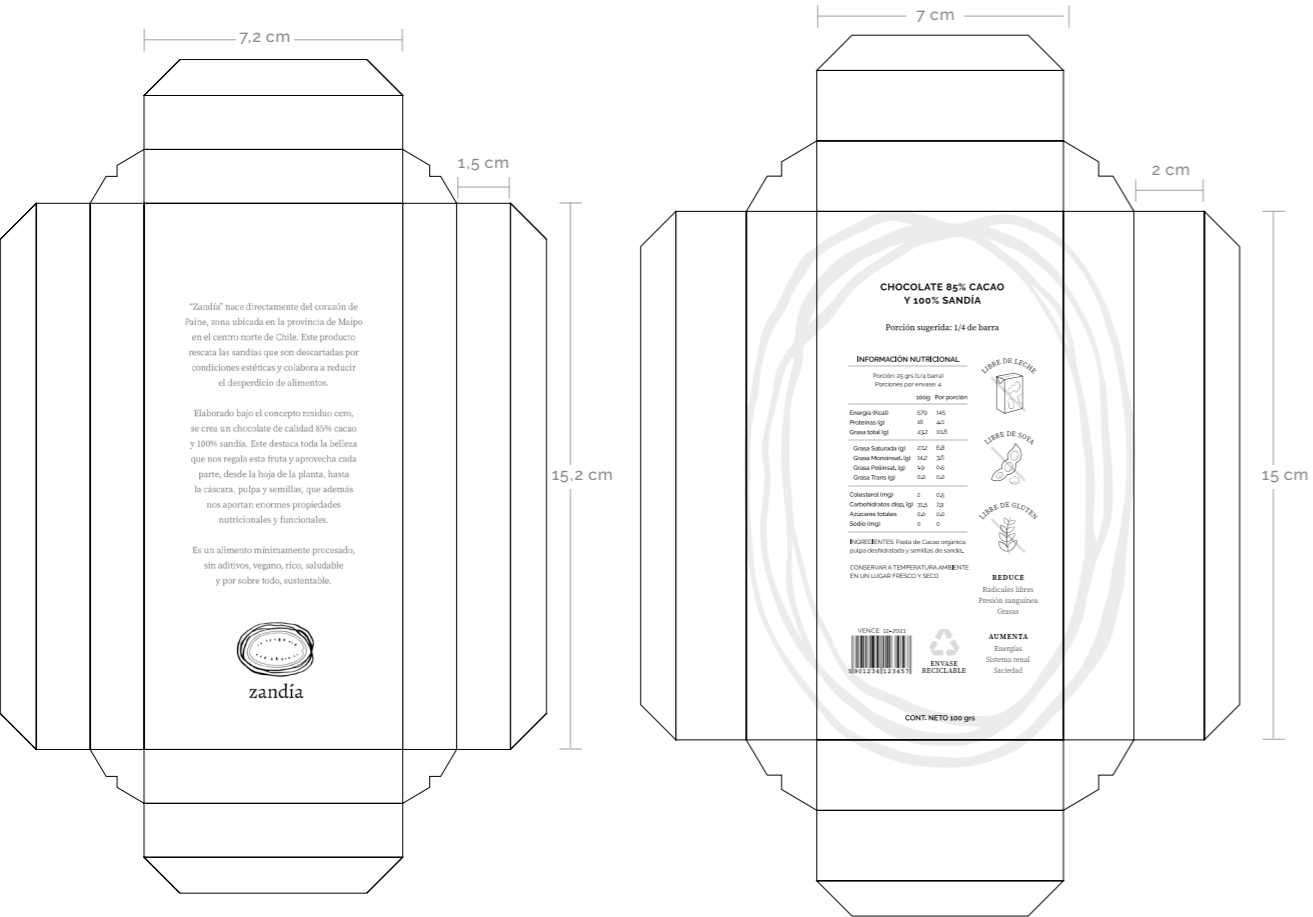 7,2 cm
1,5 cm
15,2 cm
“Zandía” nace directamente del corazón de
Paine, zona ubicada en la provincia de Maipo
en el centro norte de Chile. Este producto
rescata las sandías que son descartadas por
condiciones estéticas y colabora a reducir
el desperdicio de alimentos.
Elaborado bajo el concepto residuo cero,
se crea un chocolate de calidad 85% cacao
y 100% sandía. Este destaca toda la belleza
que nos regala esta fruta y aprovecha cada
parte, desde la hoja de la planta, hasta
la cáscara, pulpa y semillas, que además
nos aportan enormes propiedades
nutricionales y funcionales.
Es un alimento mínimamente procesado,
sin aditivos, vegano, rico, saludable
y por sobre todo, sustentable.
zandía
7 cm
2 cm
15 cm
CHOCOLATE 85% CACAO
Y 100% SANDÍA
Porción sugerida: 1/4 de barra
INFORMACIÓN NUTRICIONAL
Porción: 25 grs (1/4 barra)
Porciones por envase: 4
100g Por porción
Energía (Kcal) 579 145
Proteínas (g) 16 4,0
Grasa total (g) 43,2 10,8
Grasa Saturada (g) 27,2 6,8
Grasa Monoinsat. (g) 14,2 3,6
Grasa Poliinsat. (g) 1,9 0,5
Grasa Trans (g) 0,0 0,0
Colesterol (mg) 2 0,5
Carbohidratos disp. (g) 31,5 7,9
Azúcares totales 0,0 0,0
Sodio (mg) 0 0
INGREDIENTES: Pasta de Cacao orgánica,
pulpa deshidratada y semillas de sandía.
CONSERVAR A TEMPERATURA AMBIENTE
EN UN LUGAR FRESCO Y SECO
LIBRE DE LECHE
LIBRE DE SOYA
LIBRE DE GLUTEN
REDUCE
Radicales libres
Presión sanguínea
Grasas
AUMENTA
Energías
Sistema renal
Saciedad
VENCE: 12-2021
5 901234 123457
ENVASE
RECICLABLE
CONT. NETO 100 grs